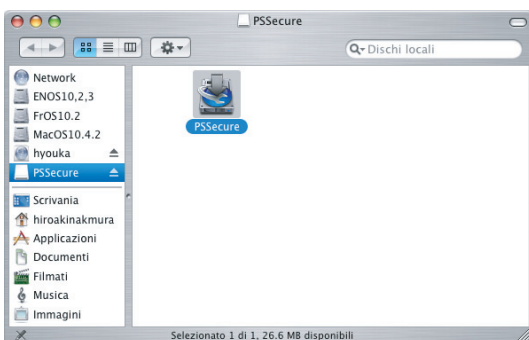 PSSecure
Dischi locali
Network
ENOS10,2,3
FrOS10.2
MacOS10.4.2
hyouka
PSSecure
Scrivania
hiroakinakmura
Applicazioni
Documenti
Filmati
Musica
Immagini
PSSecure
Selezionato 1 di 1, 26.6 MB disponibili